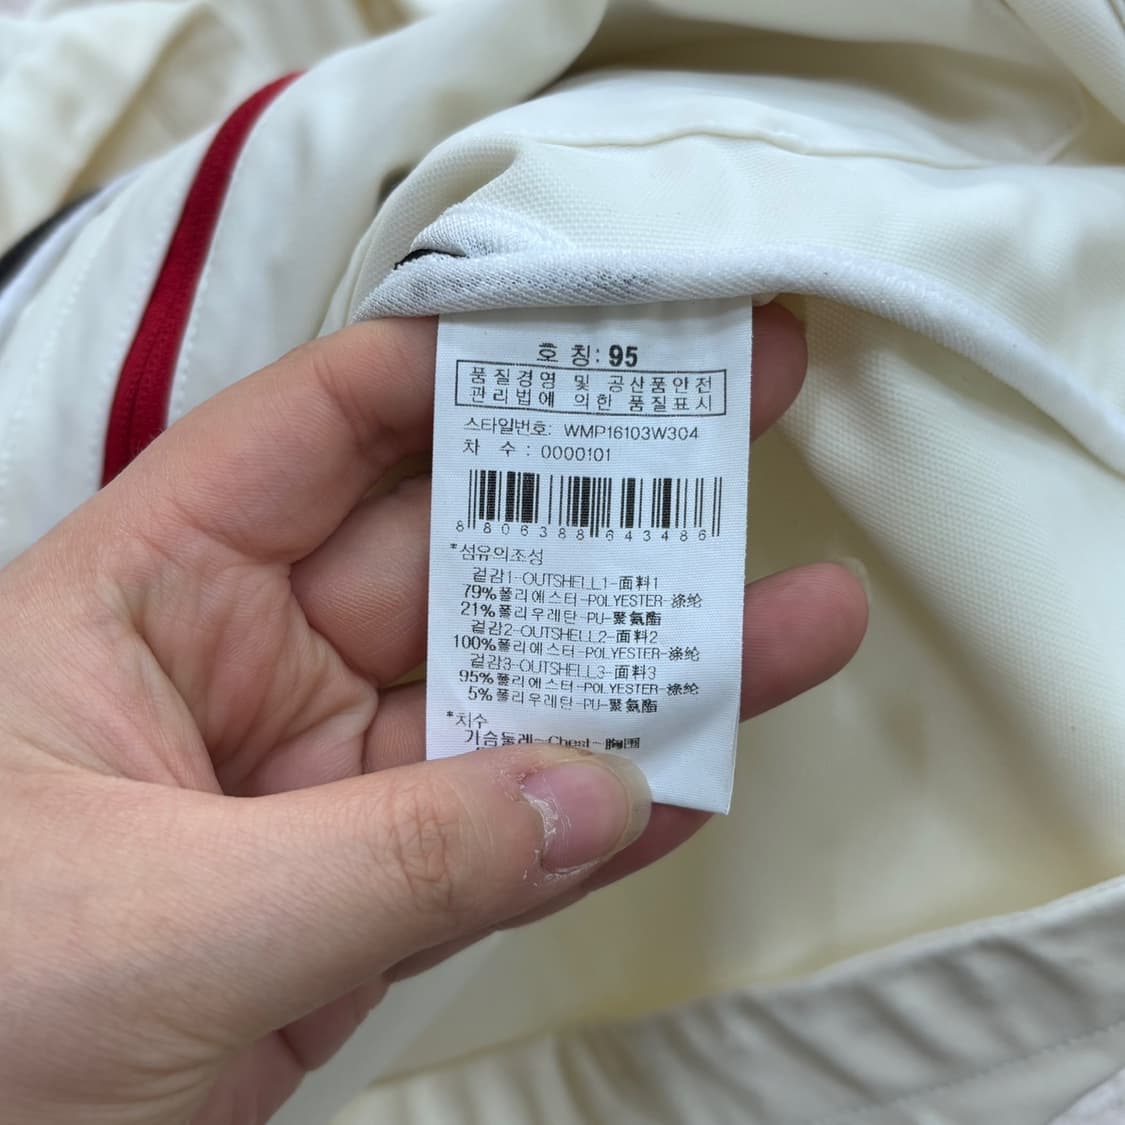 호 칭: 95
품질경영 및 공산품안전
관리법에 의한 품질표시
스타일번호: WMP16103W304
차 수: 0000101
8 806388 643486
*섬유의조성
겉감1-OUTSHELL1-面料1
79%폴리에스터-POLYESTER-涤纶
21%폴리우레탄-PU-聚氨酯
겉감2-OUTSHELL2-面料2
100%폴리에스터-POLYESTER-涤纶
겉감3-OUTSHELL3-面料3
95%폴리에스터-POLYESTER-涤纶
5%폴리우레탄-PU-聚氨酯
*치수
가슴둘레-Chest-胸围